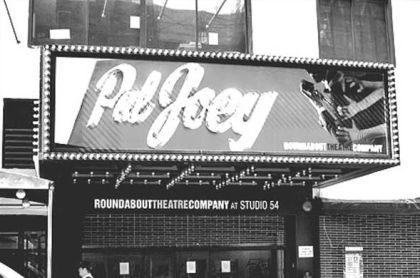 Pal Joey
ROUNDABOUTTHEATRECOMPANY
ROUNDABOUTTHEATRECOMPANY AT STUDIO 54